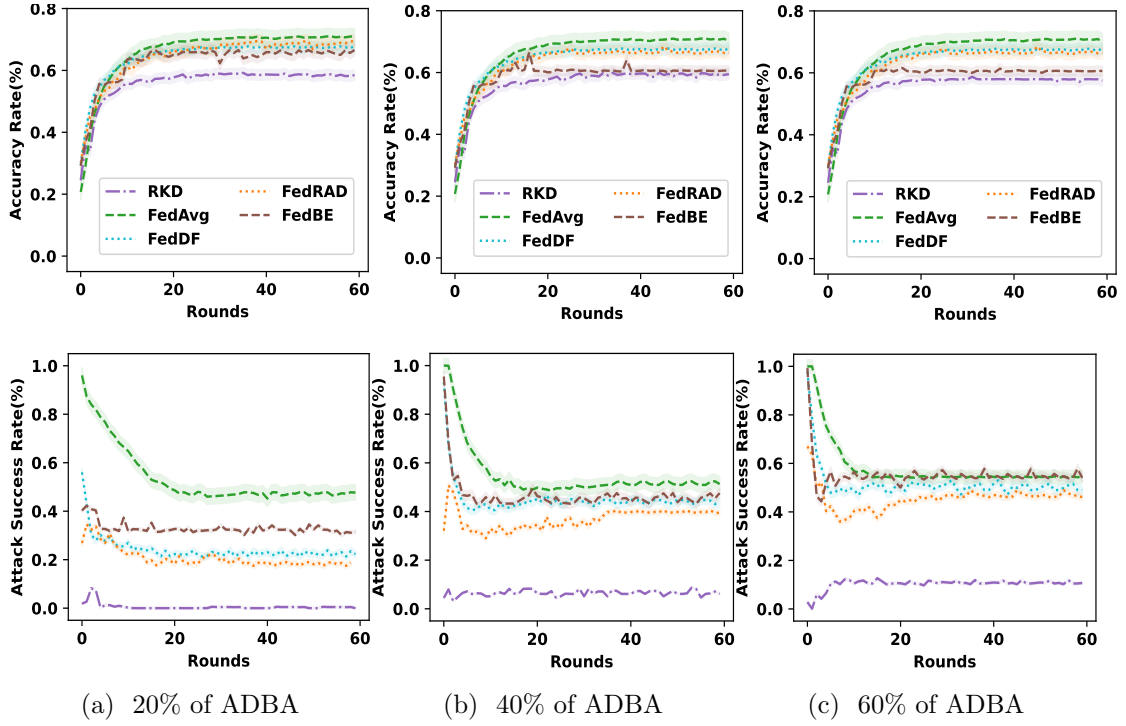 Accuracy Rate(%)
0.8
0.6
0.4
0.2
0.0
RKD
FedAvg
FedDF
FedRAD
FedBE
0 20 40 60
Rounds
Accuracy Rate(%)
0.8
0.6
0.4
0.2
0.0
RKD
FedAvg
FedDF
FedRAD
FedBE
0 20 40 60
Rounds
Accuracy Rate(%)
0.8
0.6
0.4
0.2
0.0
RKD
FedAvg
FedDF
FedRAD
FedBE
0 20 40 60
Rounds
Attack Success Rate(%)
1.0
0.8
0.6
0.4
0.2
0.0
0 20 40 60
Rounds
Attack Success Rate(%)
1.0
0.8
0.6
0.4
0.2
0.0
0 20 40 60
Rounds
Attack Success Rate(%)
1.0
0.8
0.6
0.4
0.2
0.0
0 20 40 60
Rounds
(a) 20% of ADBA
(b) 40% of ADBA
(c) 60% of ADBA